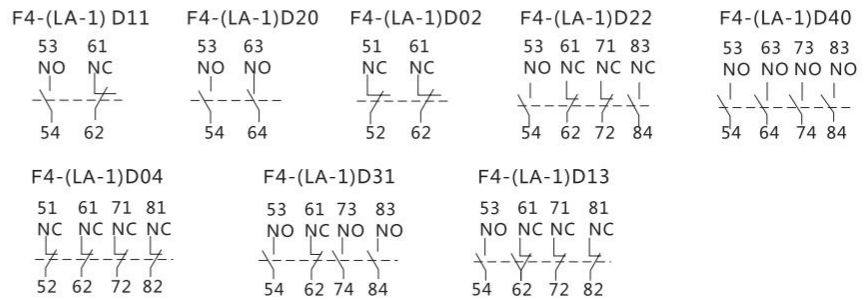 F4-(LA-1) D11 F4-(LA-1)D20 F4-(LA-1)D02 F4-(LA-1)D22 F4-(LA-1)D40
53 61 53 63 51 61 53 61 71 83 53 63 73 83
NO NC NO NO NC NC NO NC NC NC NO NO NO NO
54 62 54 64 52 62 54 62 72 84 54 64 74 84
F4-(LA-1)D04 F4-(LA-1)D31 F4-(LA-1)D13
51 61 71 81 53 61 73 83 53 61 71 81
NC NC NC NC NO NC NO NO NO NC NC NC
52 62 72 82 54 62 74 84 54 62 72 82